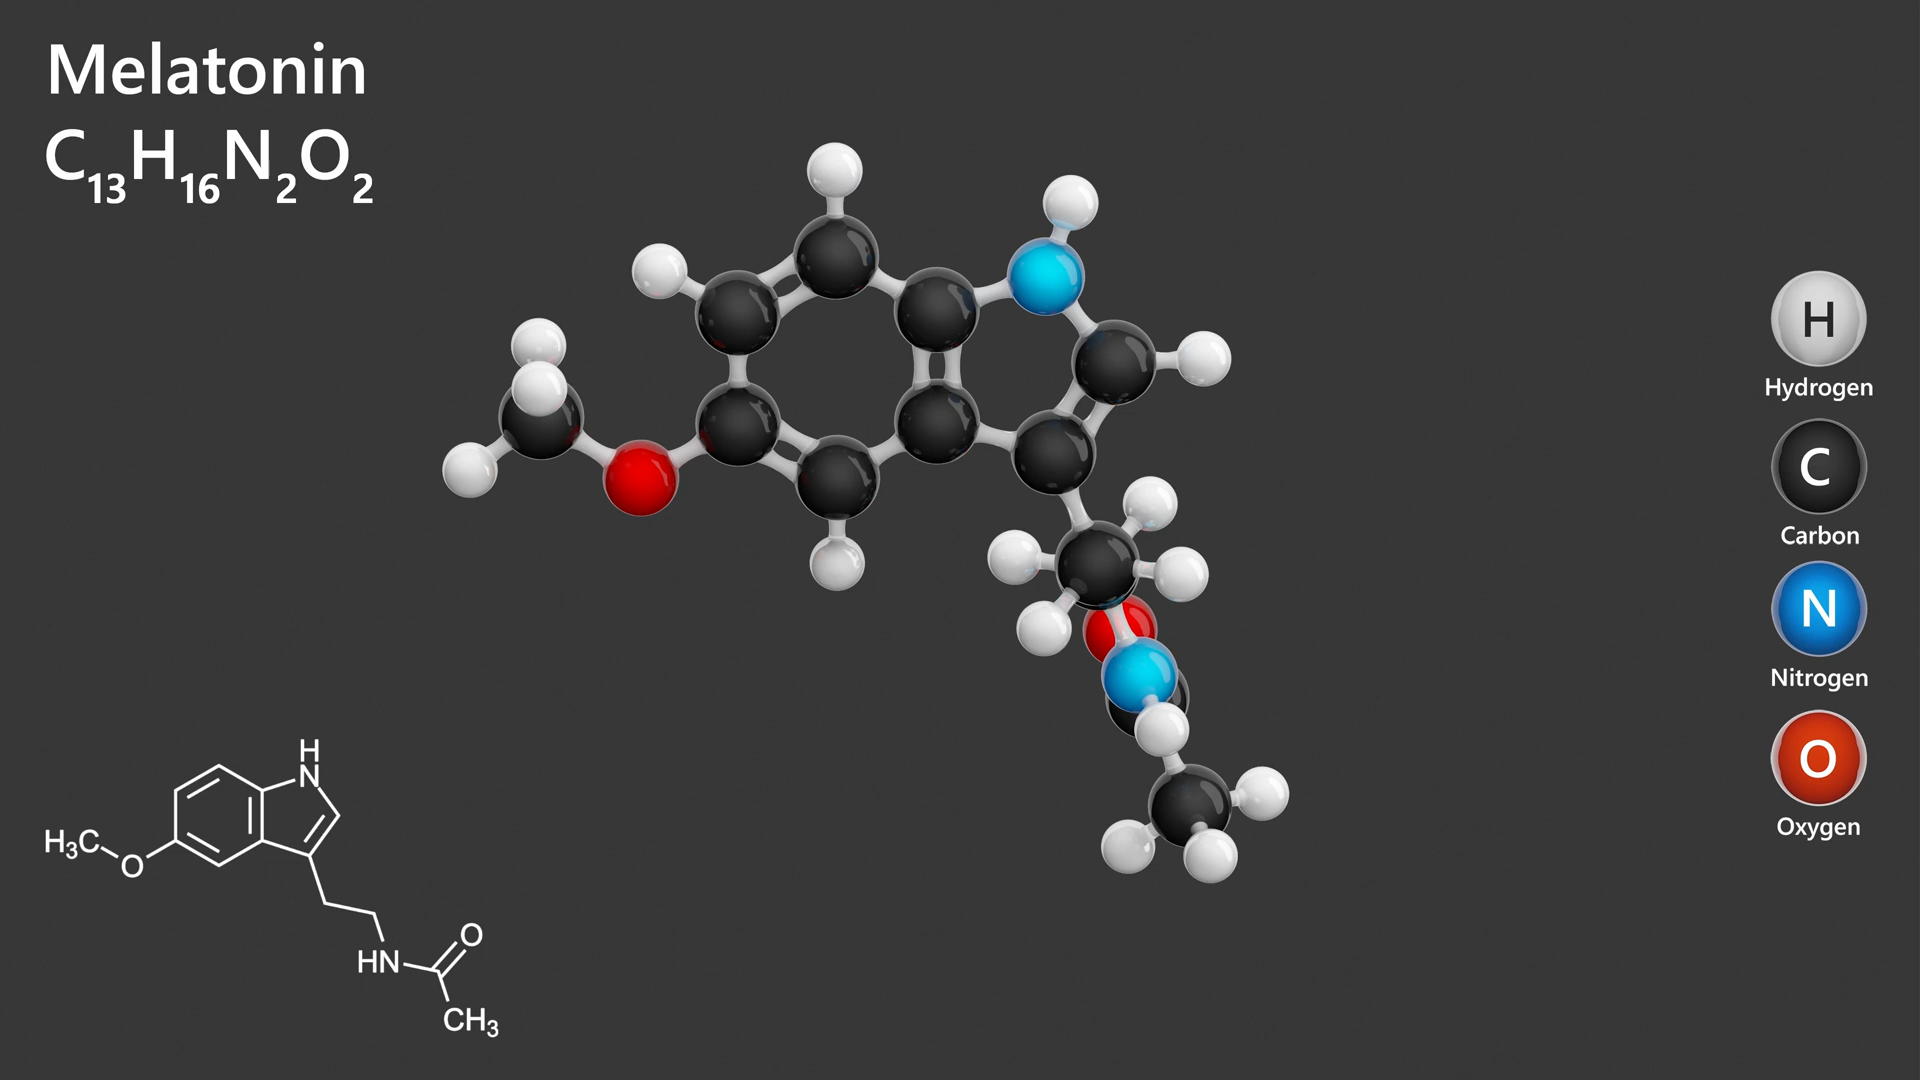 Melatonin
C₁₃H₁₆N₂O₂
H
Hydrogen
C
Carbon
N
Nitrogen
O
Oxygen
H
N
H₃C
O
HN
O
CH₃